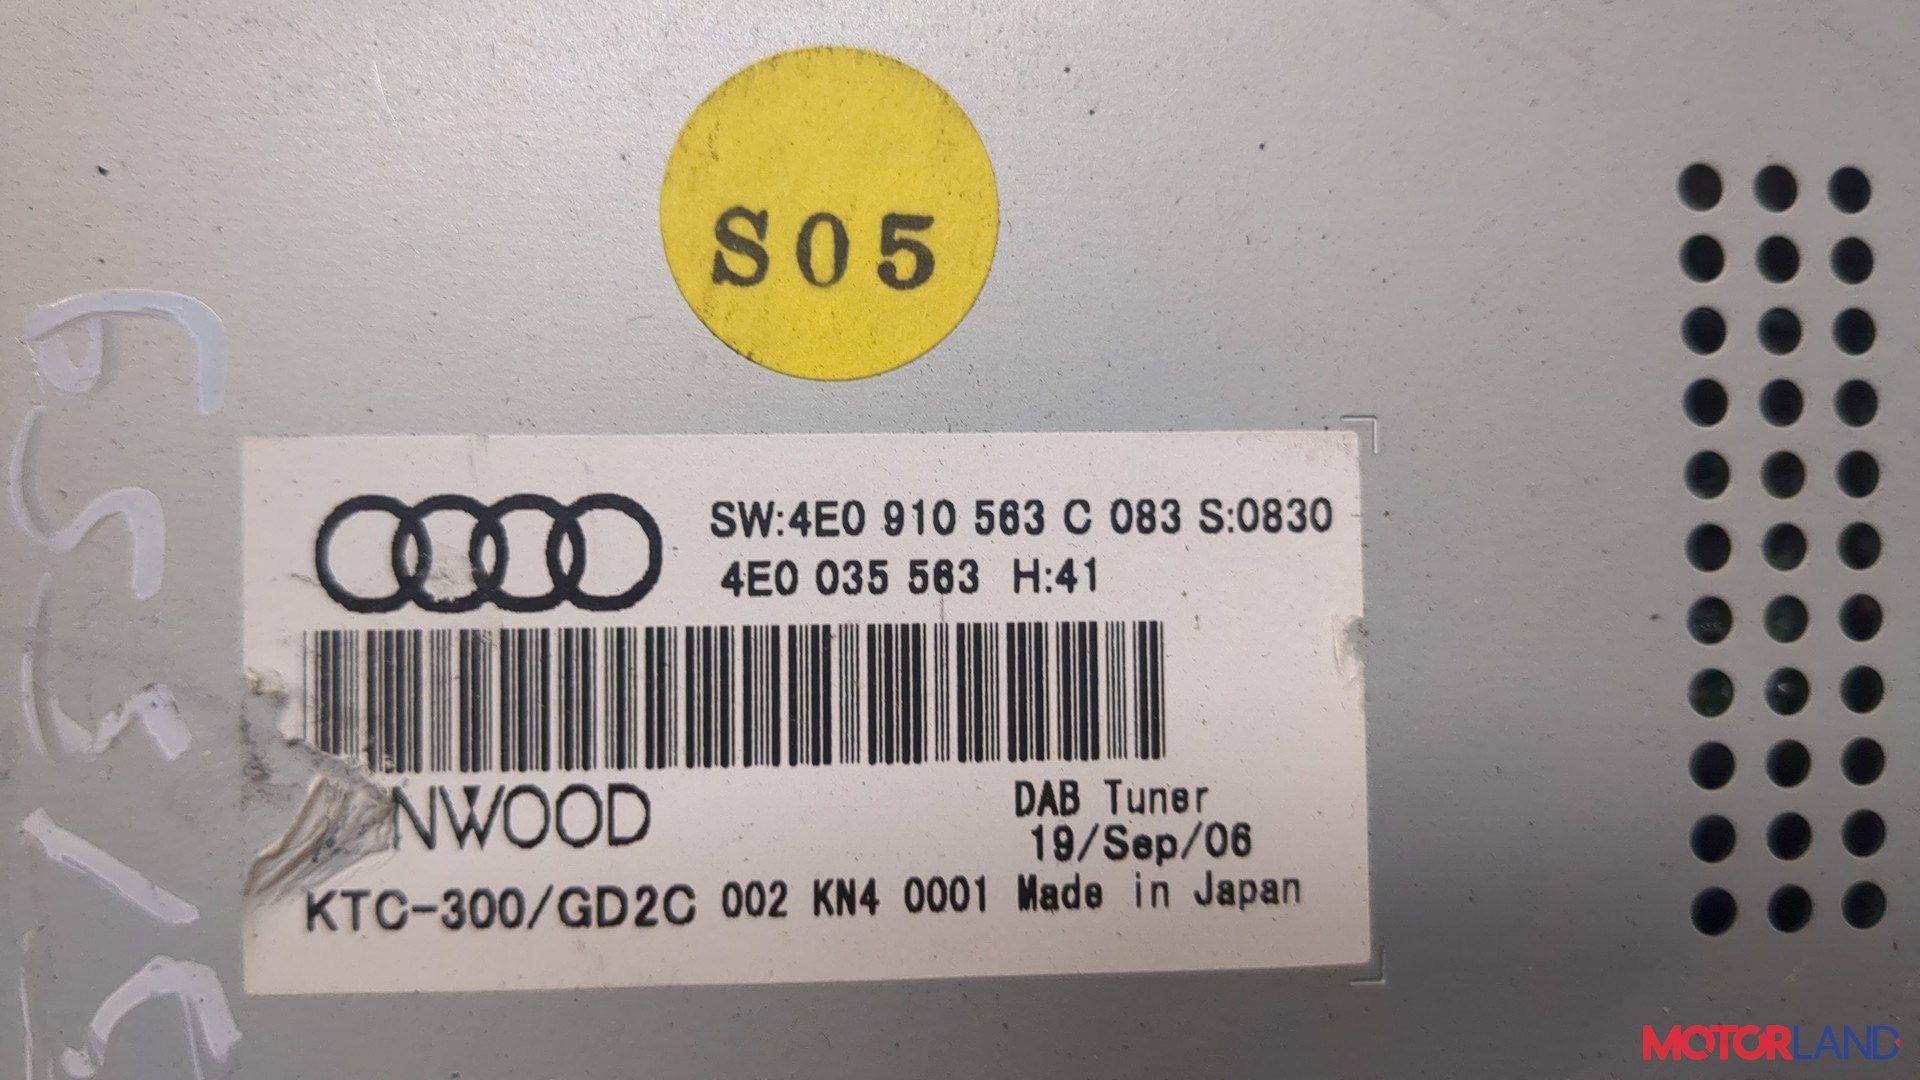 S05
SW:4E0 910 563 C 083 S:0830
4E0 035 563 H:41
NWOOD
DAB Tuner
19/Sep/06
KTC-300/GD2C 002 KN4 0001 Made in Japan
MOTORLAND